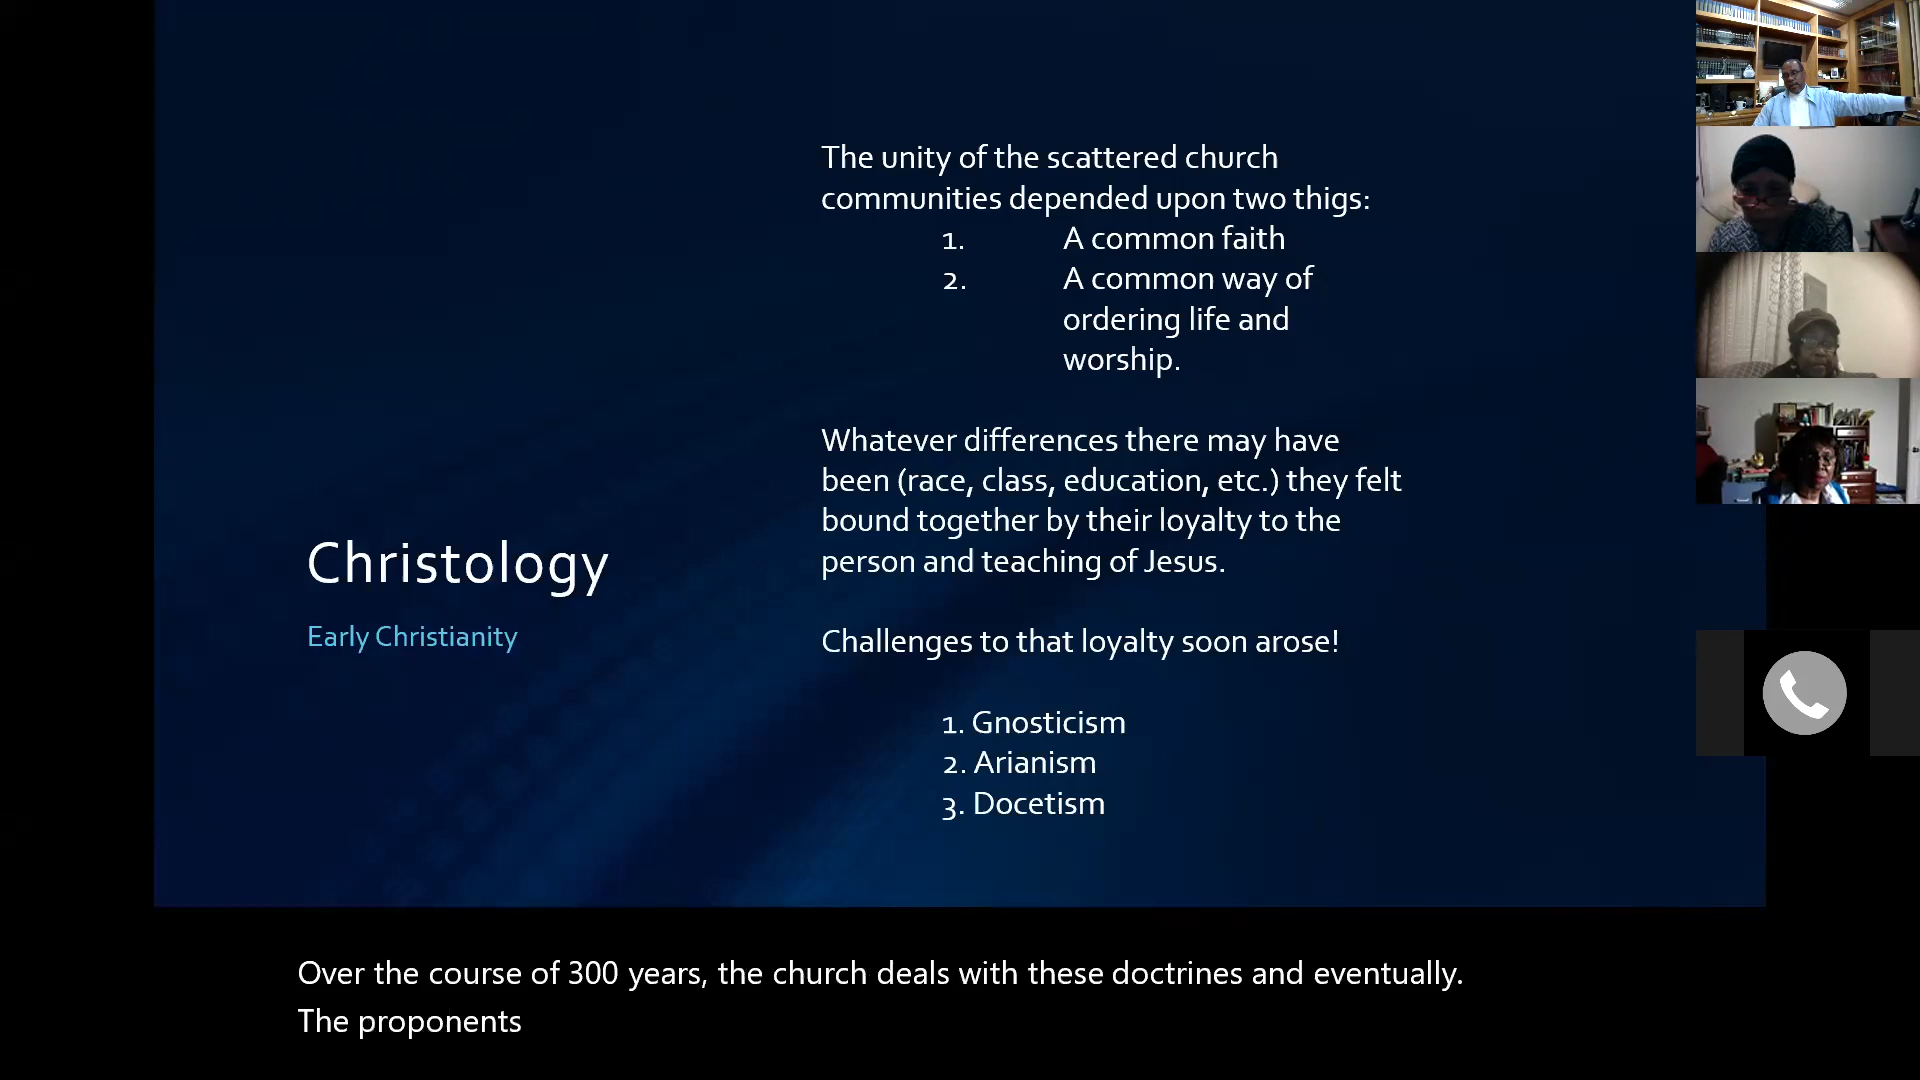 The unity of the scattered church
communities depended upon two thigs:
1. A common faith
2. A common way of
ordering life and
worship.
Whatever differences there may have
been (race, class, education, etc.) they felt
bound together by their loyalty to the
person and teaching of Jesus.
Challenges to that loyalty soon arose!
1. Gnosticism
2. Arianism
3. Docetism
Christology
Early Christianity
Over the course of 300 years, the church deals with these doctrines and eventually.
The proponents